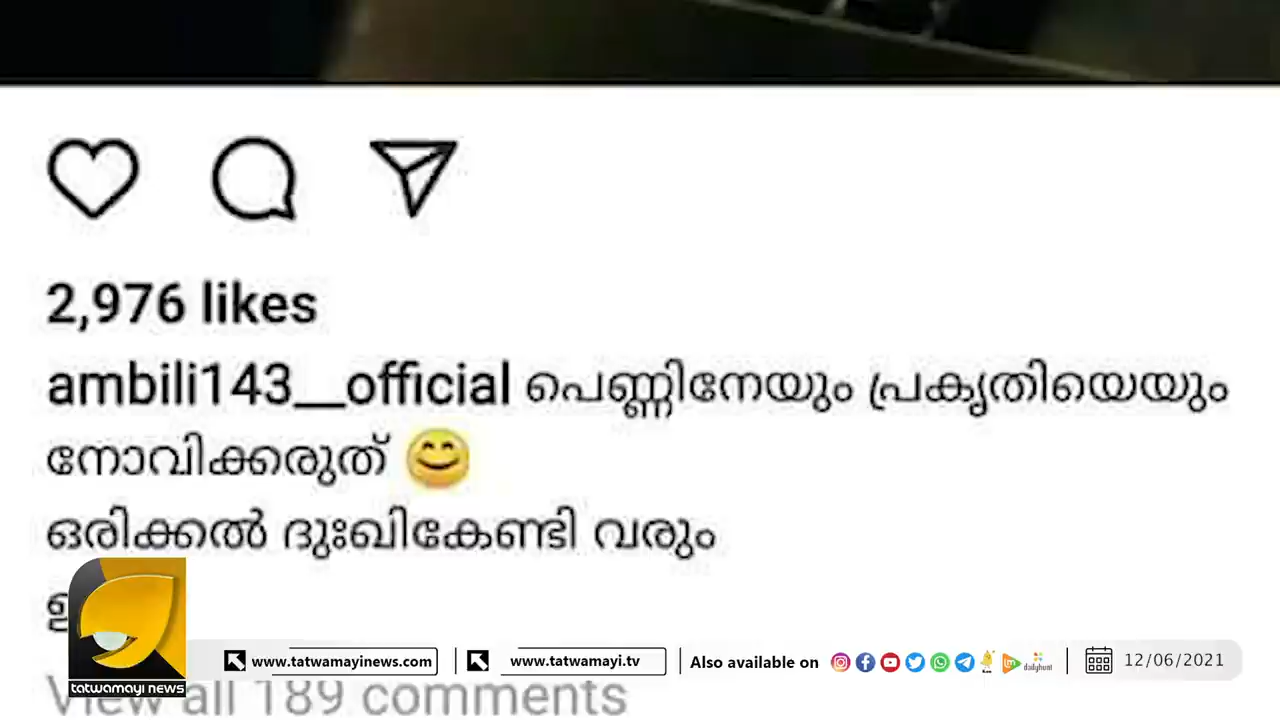 2,976 likes
ambili143__official പെണ്ണിനേയും പ്രകൃതിയെയും
നോവിക്കരുത് 😊
ഒരിക്കൽ ദുഃഖികേണ്ടി വരും
tatwamayi news
www.tatwamayinews.com
www.tatwamayi.tv
Also available on
dailyhunt
12/06/2021
View all 189 comments